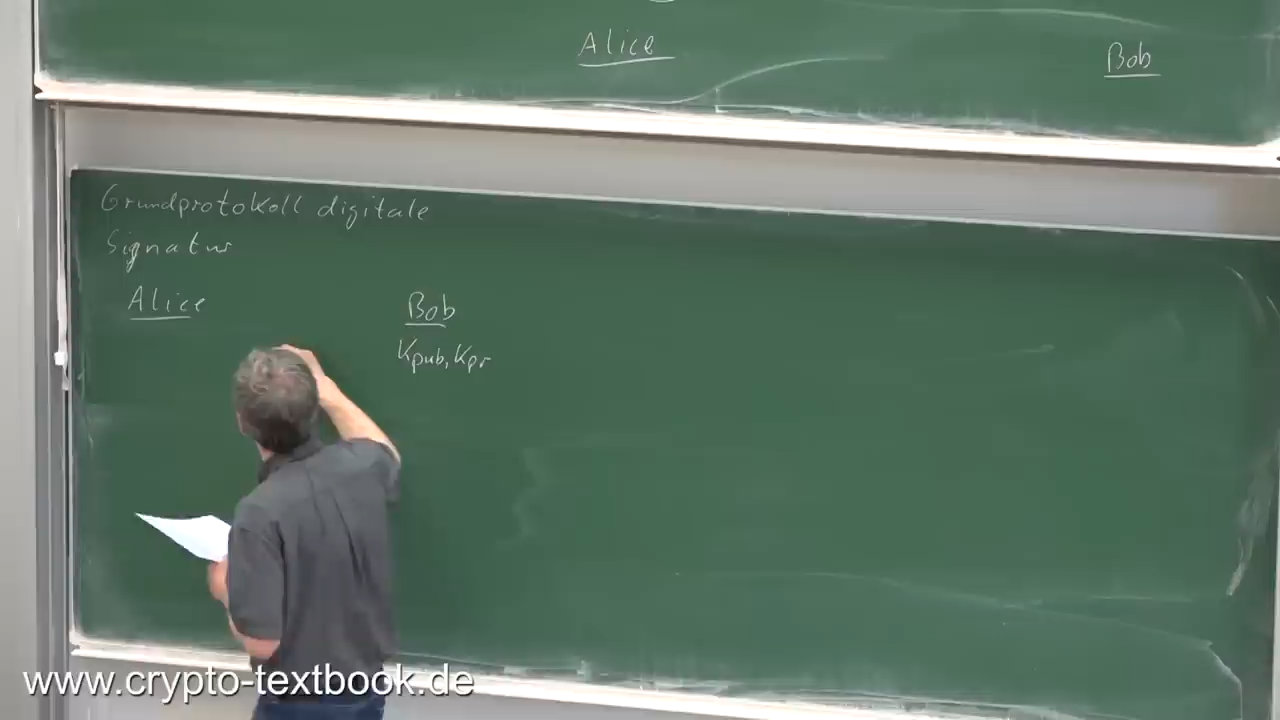 Alice Bob
Grundprotokoll digitale
Signatur
Alice Bob
Kpub, Kpr
www.crypto-textbook.de